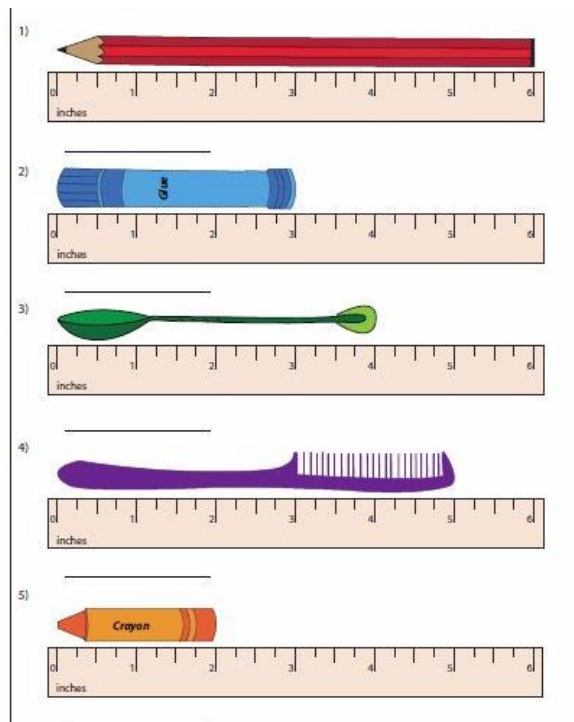 1)
0 1 2 3 4 5 6
inches
2)
Glue
0 1 2 3 4 5 6
inches
3)
0 1 2 3 4 5 6
inches
4)
0 1 2 3 4 5 6
inches
5)
Crayon
0 1 2 3 4 5 6
inches